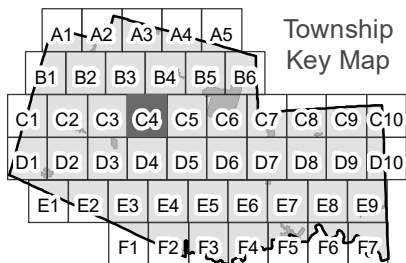 Township
Key Map
A1 A2 A3 A4 A5
B1 B2 B3 B4 B5 B6
C1 C2 C3 C4 C5 C6 C7 C8 C9 C10
D1 D2 D3 D4 D5 D6 D7 D8 D9 D10
E1 E2 E3 E4 E5 E6 E7 E8 E9
F1 F2 F3 F4 F5 F6 F7